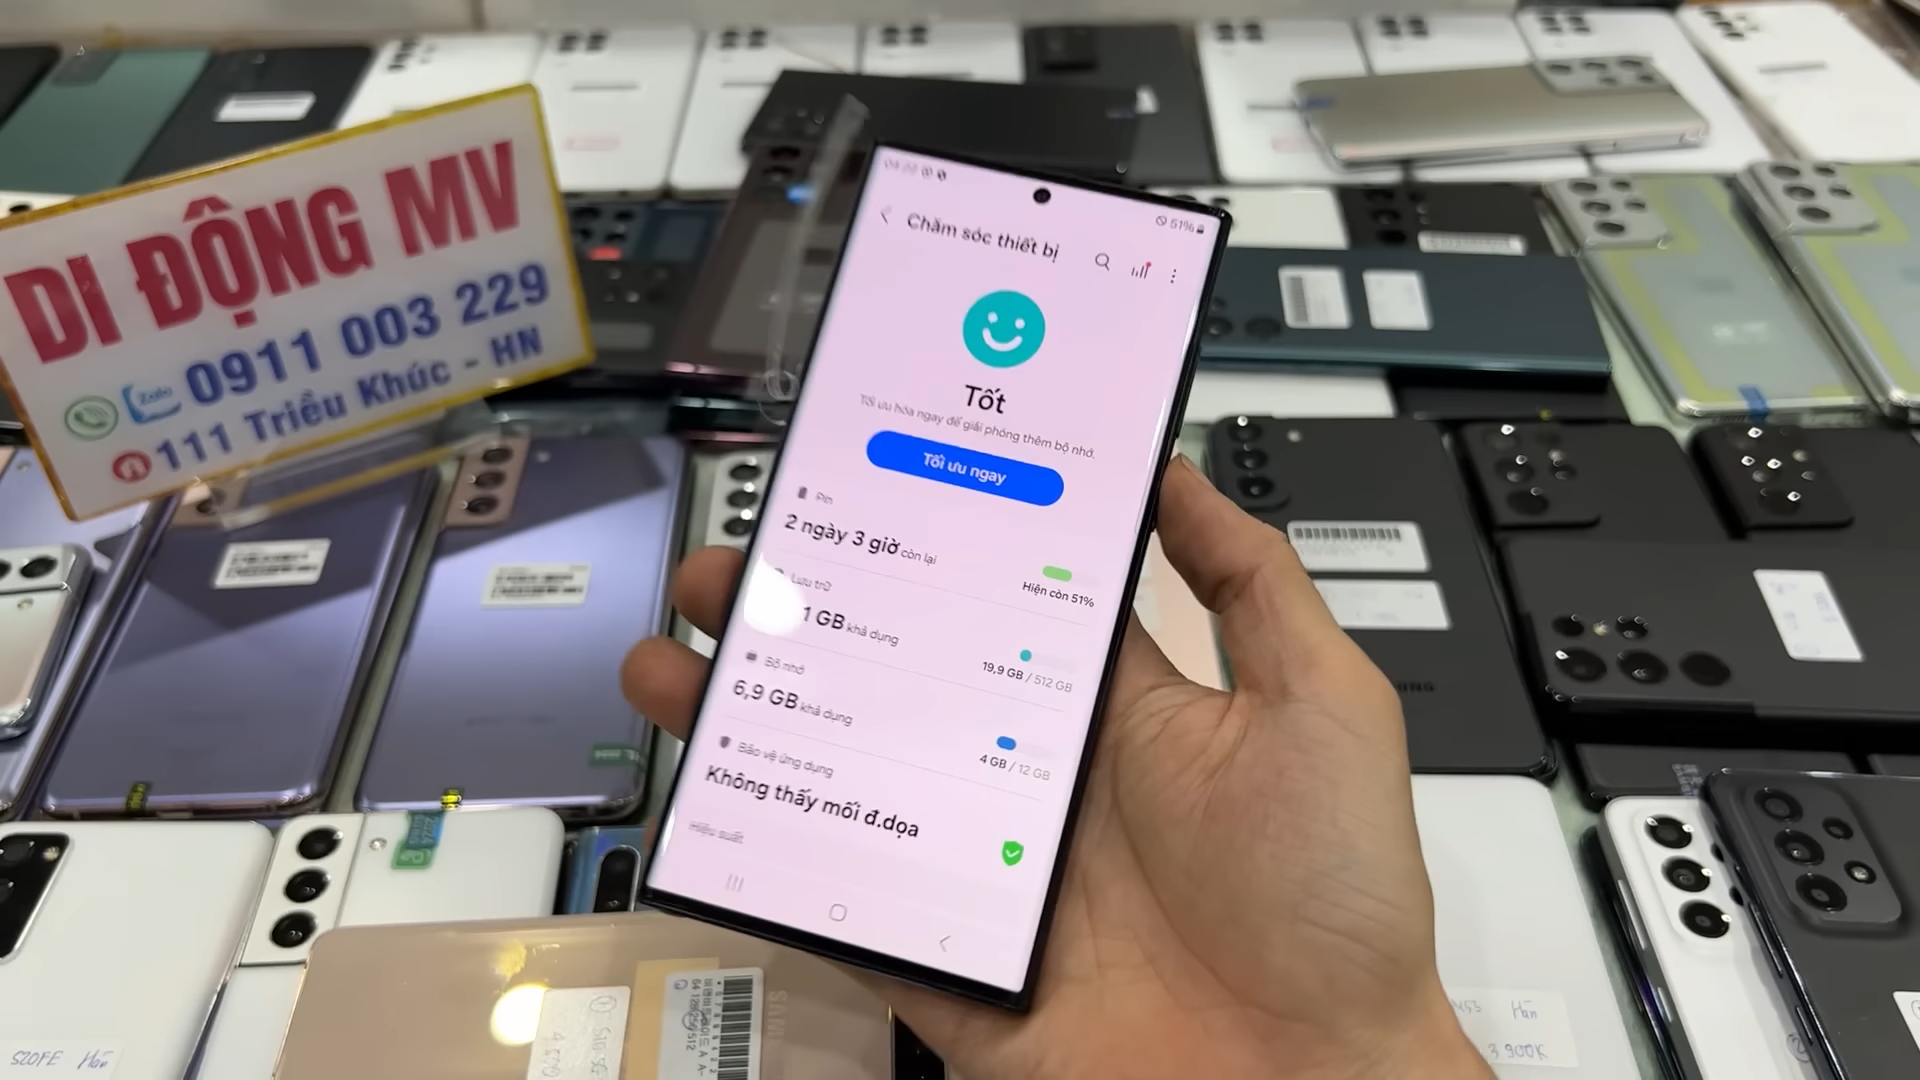 DI ĐỘNG MV
Zalo 0911 003 229
111 Triều Khúc - HN
51%
Chăm sóc thiết bị
Tốt
Tối ưu hóa ngay để giải phóng thêm bộ nhớ.
Tối ưu ngay
Pin
2 ngày 3 giờ còn lại
Hiện còn 51%
Lưu trữ
1 GB khả dụng
19,9 GB / 512 GB
Bộ nhớ
6,9 GB khả dụng
4 GB / 12 GB
Bảo vệ ứng dụng
Không thấy mối đ.dọa
Hiệu suất
S20FE Hàn
Hàn